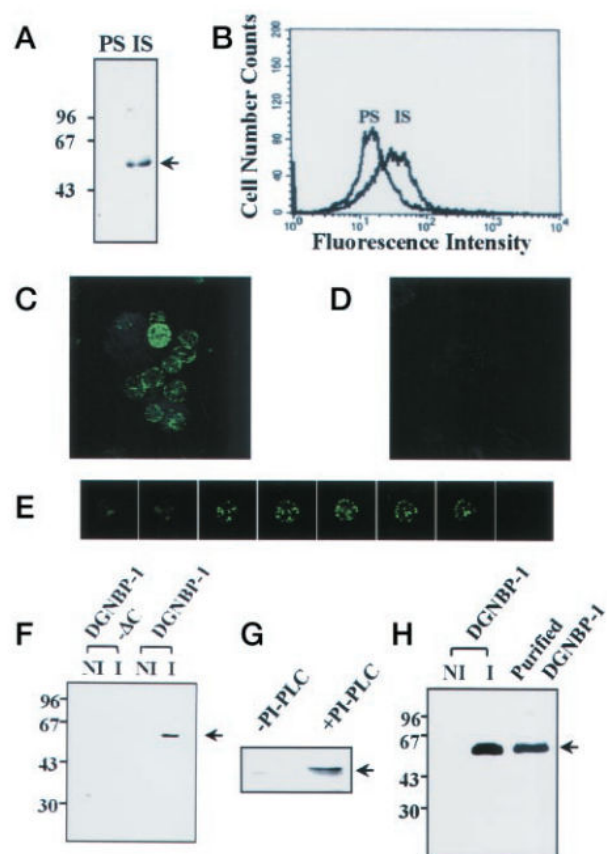 A
PS IS
96
67
43
B
Cell Number Counts
200
160
120
80
40
0
PS IS
10⁰ 10¹ 10² 10³ 10⁴
Fluorescence Intensity
C
D
E
F
DGNBP-1
-ΔC
DGNBP-1
NI I NI I
96
67
43
30
G
-PI-PLC
+PI-PLC
H
DGNBP-1
Purified
DGNBP-1
NI I
96
67
43
30